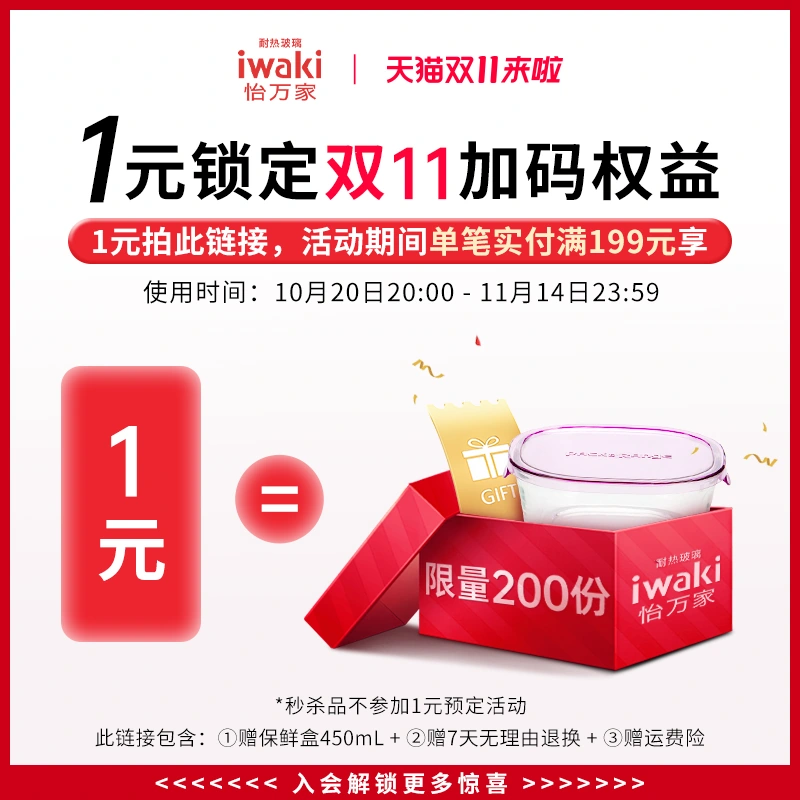 耐热玻璃
iwaki
怡万家
天猫双11来啦
1元锁定双11加码权益
1元拍此链接，活动期间单笔实付满199元享
使用时间：10月20日20:00 - 11月14日23:59
1
元
=
GIFT
限量200份
耐热玻璃
iwaki
怡万家
*秒杀品不参加1元预定活动
此链接包含：①赠保鲜盒450mL + ②赠7天无理由退换 + ③赠运费险
<<<<<<< 入会解锁更多惊喜 >>>>>>>